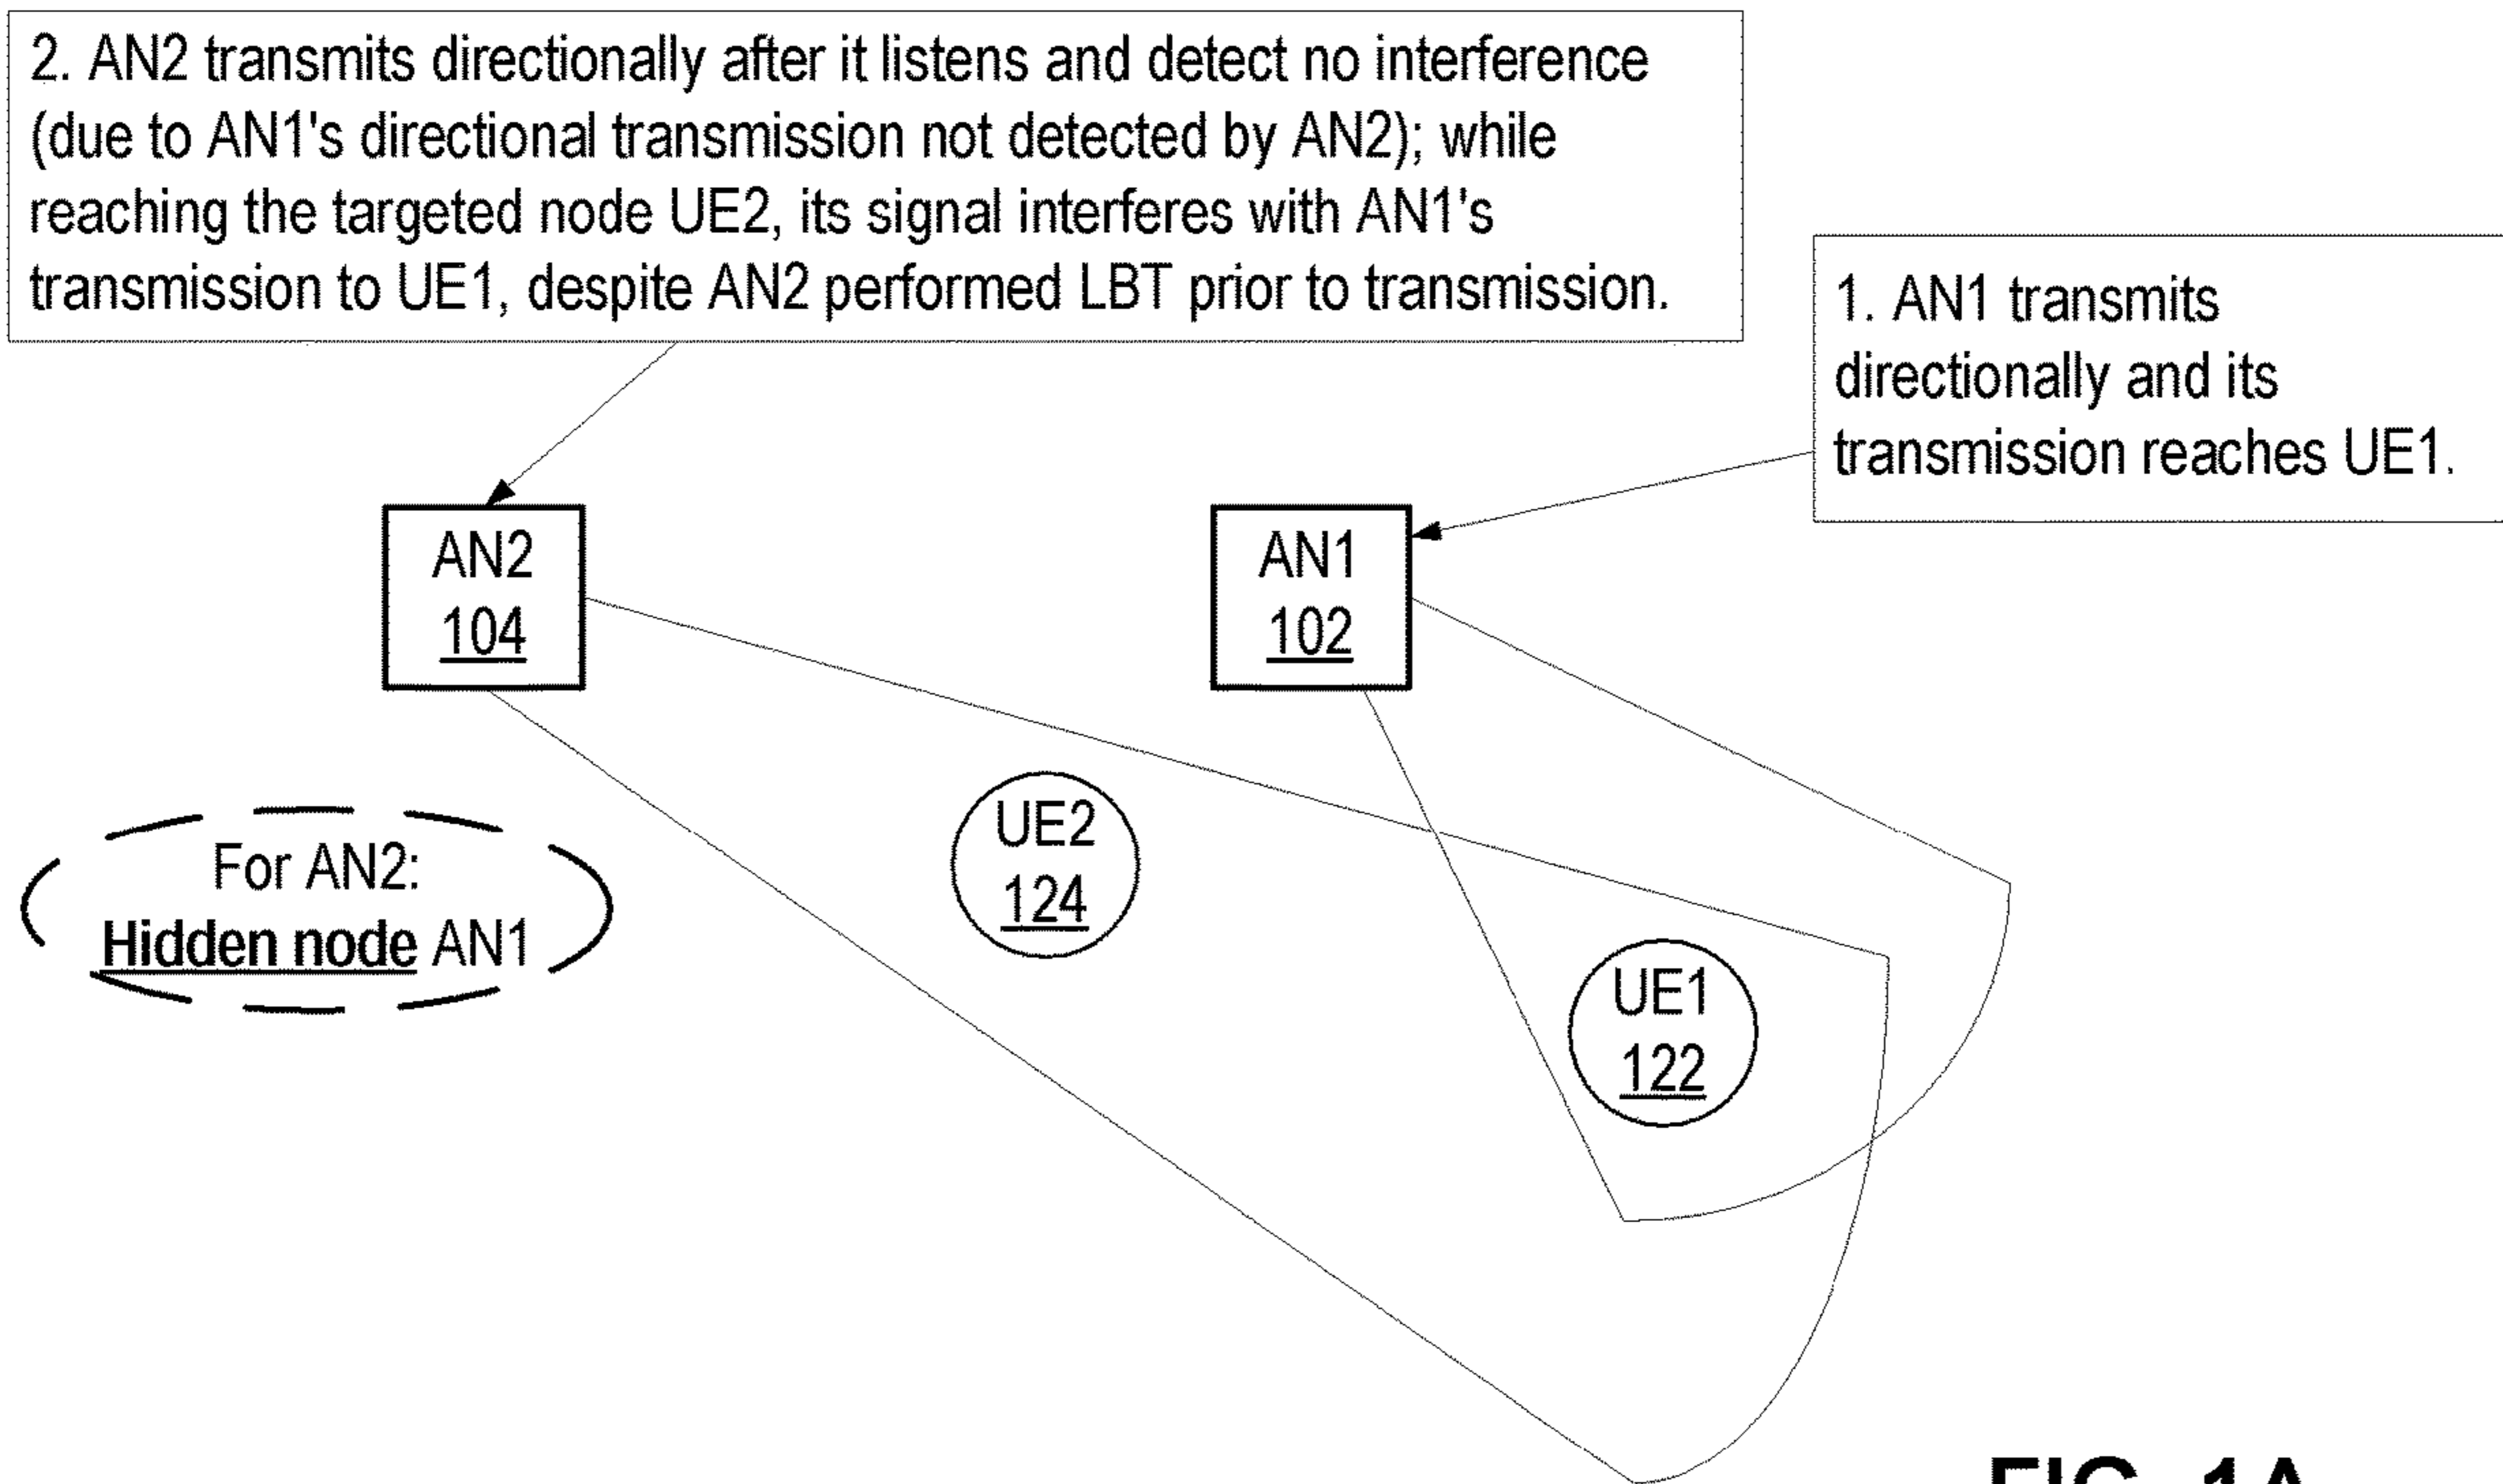 2. AN2 transmits directionally after it listens and detect no interference
(due to AN1's directional transmission not detected by AN2); while
reaching the targeted node UE2, its signal interferes with AN1's
transmission to UE1, despite AN2 performed LBT prior to transmission.
1. AN1 transmits
directionally and its
transmission reaches UE1.
AN2
104
AN1
102
UE2
124
For AN2:
Hidden node AN1
UE1
122
FIG. 1A